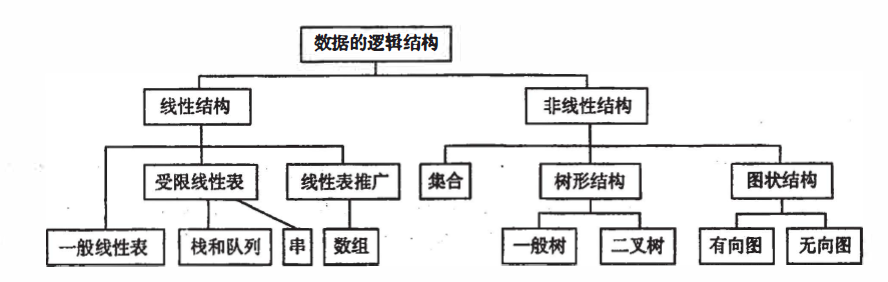 数据的逻辑结构
线性结构
非线性结构
受限线性表
线性表推广
集合
树形结构
图状结构
一般线性表
栈和队列
串
数组
一般树
二叉树
有向图
无向图